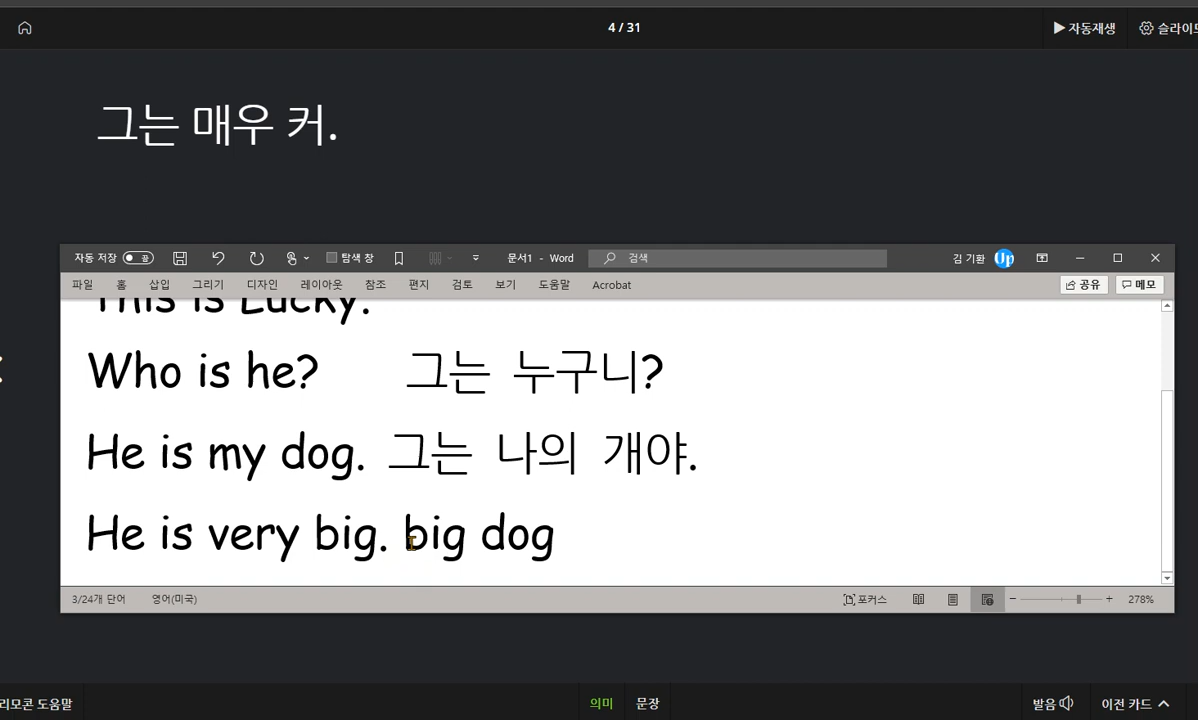 4 / 31
▶ 자동재생
슬라이드
그는 매우 커.
자동 저장 끔
탐색 창
문서1 - Word
검색
김 기환
Up
파일 홈 삽입 그리기 디자인 레이아웃 참조 편지 검토 보기 도움말 Acrobat
공유 메모
This is Lucky.
Who is he? 그는 누구니?
He is my dog. 그는 나의 개야.
He is very big. big dog
3/24개 단어 영어(미국)
포커스
278%
리모콘 도움말
의미 문장
발음 이전 카드